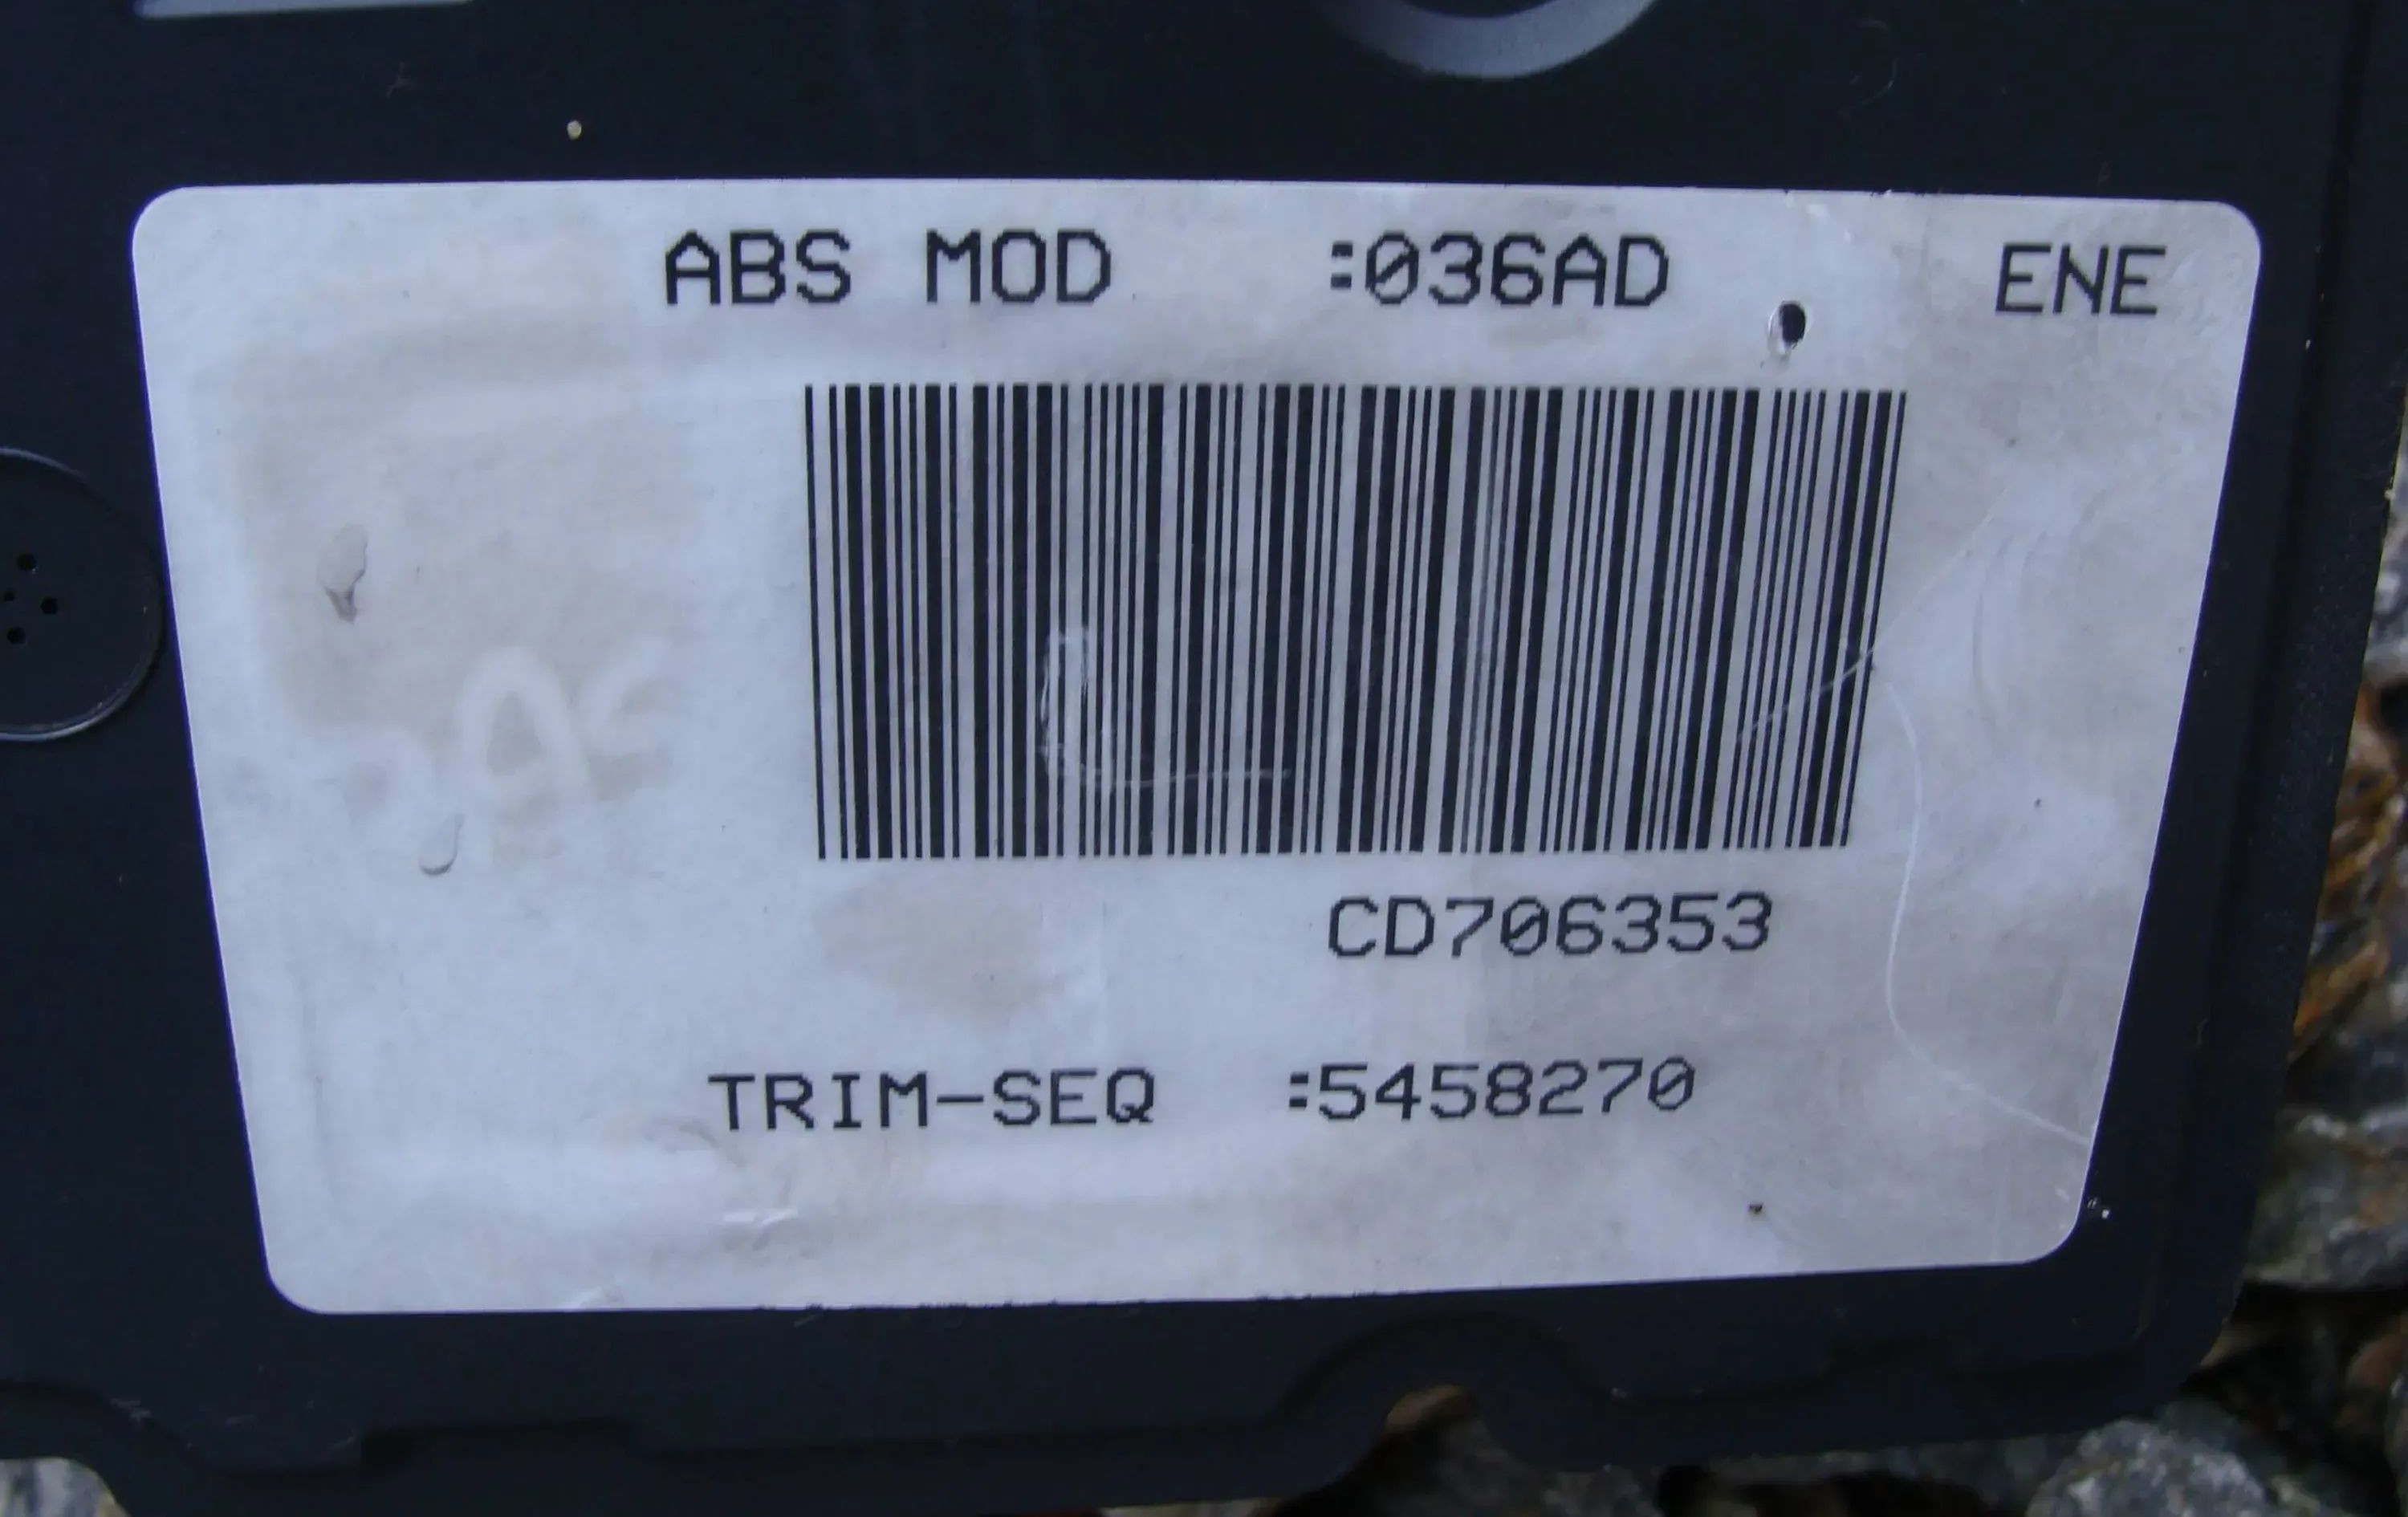 ABS MOD :036AD ENE
CD706353
TRIM-SEQ :5458270